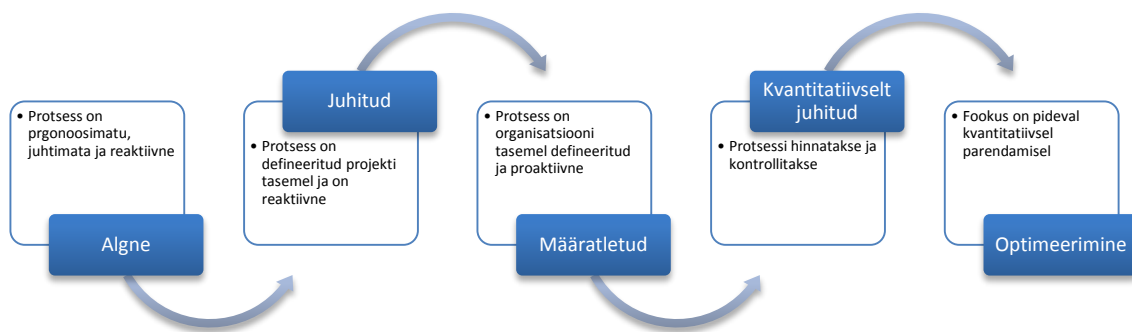 • Protsess on
prgonoosimatu,
juhtimata ja reaktiivne
Algne
Juhitud
• Protsess on
defineeritud projekti
tasemel ja on
reaktiivne
• Protsess on
organisatsiooni
tasemel defineeritud
ja proaktiivne
Määratletud
Kvantitatiivselt
juhitud
• Protsessi hinnatakse ja
kontrollitakse
• Fookus on pideval
kvantitatiivsel
parendamisel
Optimeerimine